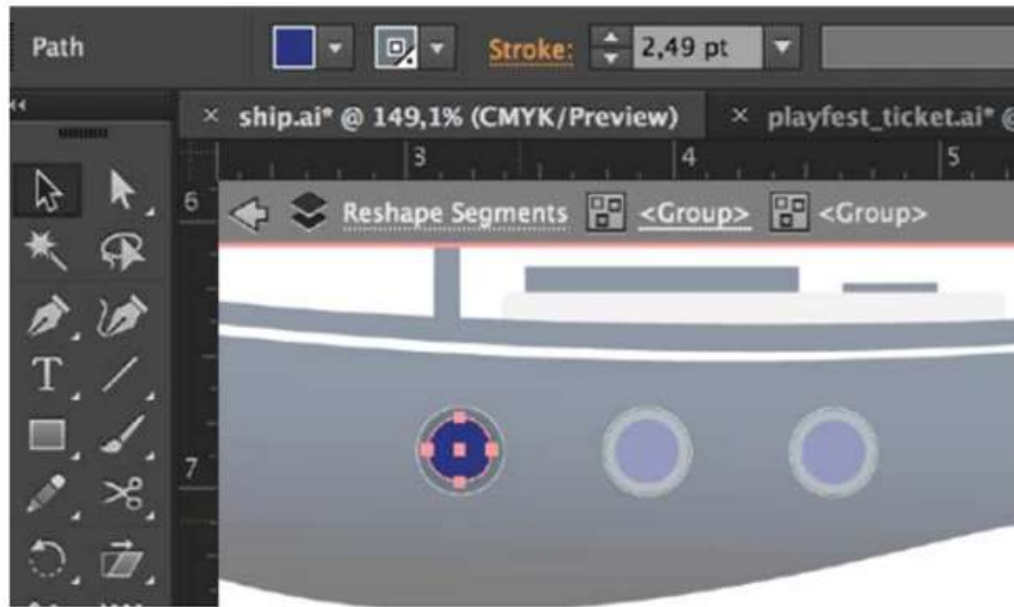 Path
Stroke:
2,49 pt
× ship.ai* @ 149,1% (CMYK/Preview)
× playfest_ticket.ai* @
3 4 5
6
Reshape Segments <Group> <Group>
T
7